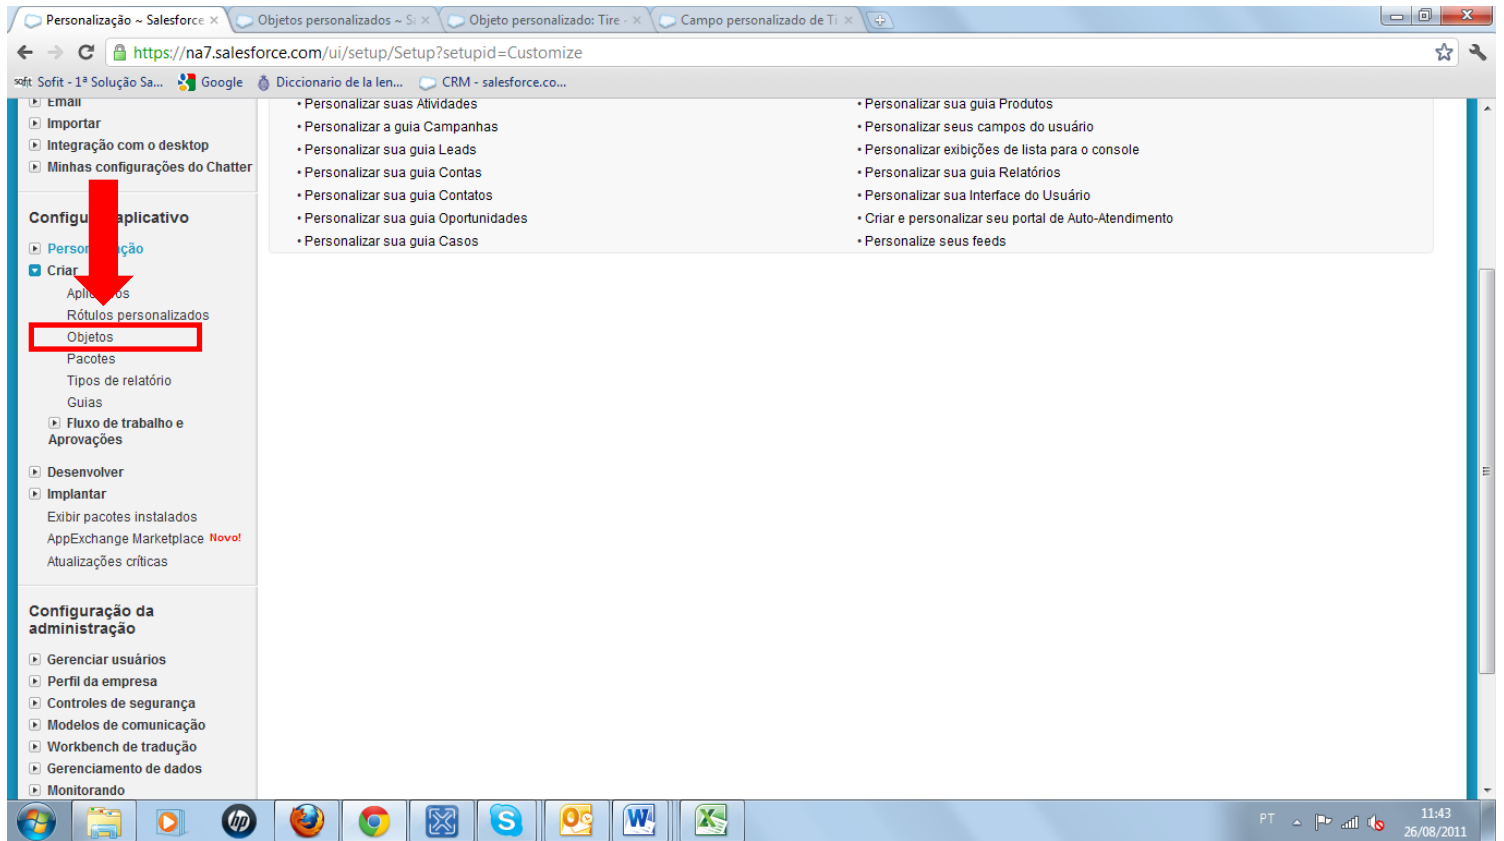 Personalização ~ Salesforce
Objetos personalizados ~ S
Objeto personalizado: Tire
Campo personalizado de Ti
https://na7.salesforce.com/ui/setup/Setup?setupid=Customize
soft Sofit - 1ª Solução Sa...
Google
Diccionario de la len...
CRM - salesforce.co...
Email
Importar
Integração com o desktop
Minhas configurações do Chatter
Configu aplicativo
Person ção
Criar
Apli os
Rótulos personalizados
Objetos
Pacotes
Tipos de relatório
Guias
Fluxo de trabalho e
Aprovações
Desenvolver
Implantar
Exibir pacotes instalados
AppExchange Marketplace Novo!
Atualizações críticas
Configuração da
administração
Gerenciar usuários
Perfil da empresa
Controles de segurança
Modelos de comunicação
Workbench de tradução
Gerenciamento de dados
Monitorando
• Personalizar suas Atividades
• Personalizar a guia Campanhas
• Personalizar sua guia Leads
• Personalizar sua guia Contas
• Personalizar sua guia Contatos
• Personalizar sua guia Oportunidades
• Personalizar sua guia Casos
• Personalizar sua guia Produtos
• Personalizar seus campos do usuário
• Personalizar exibições de lista para o console
• Personalizar sua guia Relatórios
• Personalizar sua Interface do Usuário
• Criar e personalizar seu portal de Auto-Atendimento
• Personalize seus feeds
hp
PT
11:43
26/08/2011